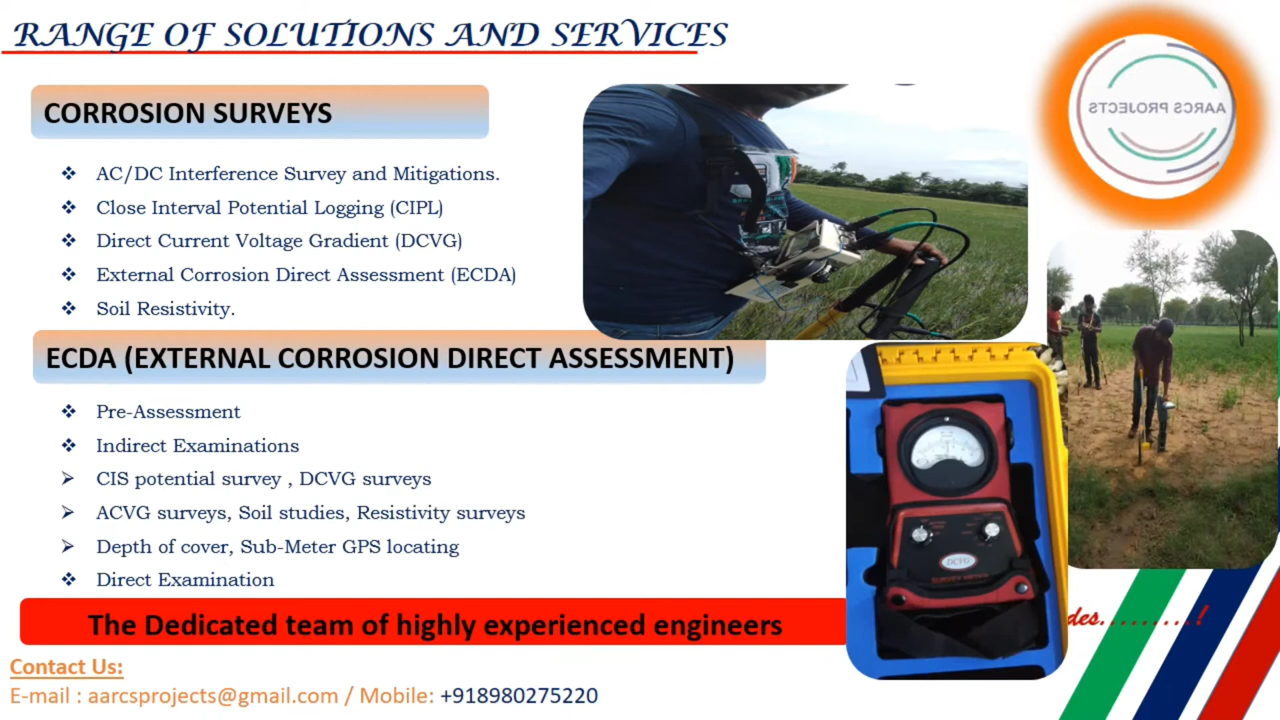 RANGE OF SOLUTIONS AND SERVICES
AARCS PROJECTS
CORROSION SURVEYS
AC/DC Interference Survey and Mitigations.
Close Interval Potential Logging (CIPL)
Direct Current Voltage Gradient (DCVG)
External Corrosion Direct Assessment (ECDA)
Soil Resistivity.
ECDA (EXTERNAL CORROSION DIRECT ASSESSMENT)
Pre-Assessment
Indirect Examinations
CIS potential survey , DCVG surveys
ACVG surveys, Soil studies, Resistivity surveys
Depth of cover, Sub-Meter GPS locating
Direct Examination
DCVG
SURVEY METER
The Dedicated team of highly experienced engineers
des.........!
Contact Us:
E-mail : aarcsprojects@gmail.com / Mobile: +918980275220